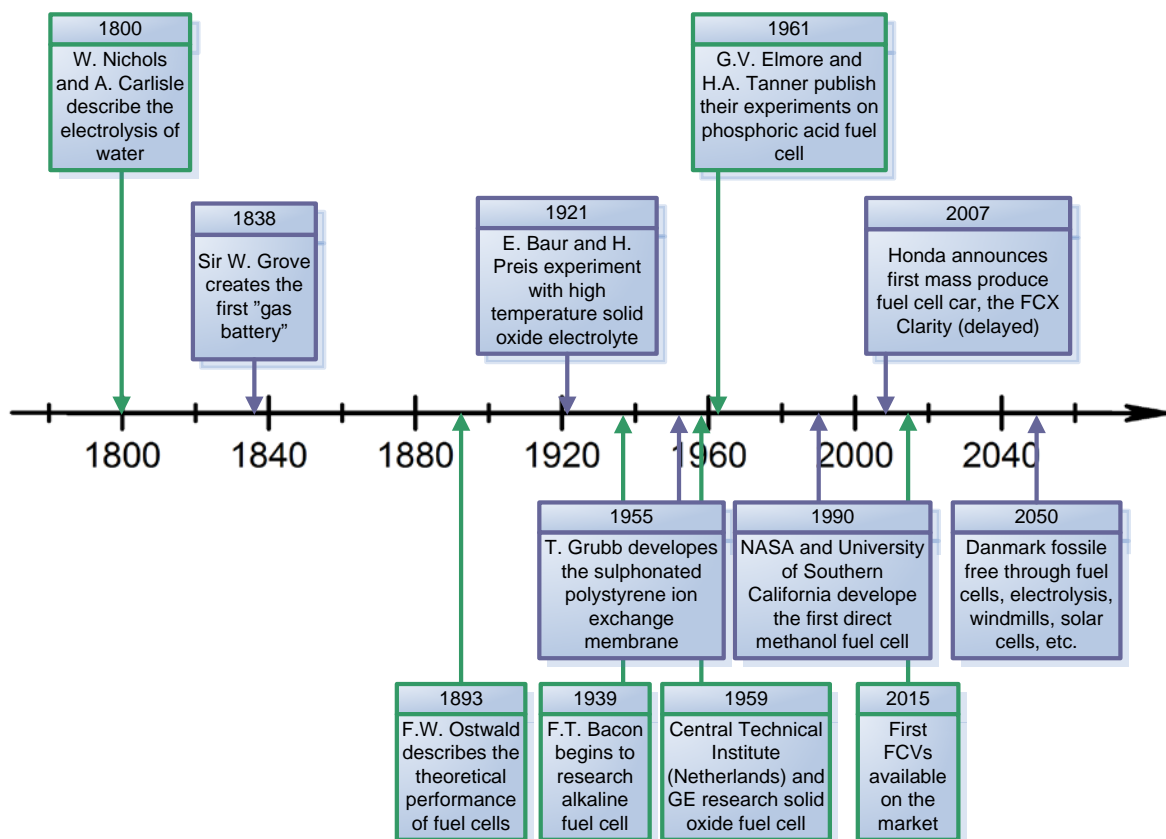 1800
W. Nichols
and A. Carlisle
describe the
electrolysis of
water
1961
G.V. Elmore and
H.A. Tanner publish
their experiments on
phosphoric acid fuel
cell
1838
Sir W. Grove
creates the
first ”gas
battery”
1921
E. Baur and H.
Preis experiment
with high
temperature solid
oxide electrolyte
2007
Honda announces
first mass produce
fuel cell car, the FCX
Clarity (delayed)
1800
1840
1880
1920
1960
2000
2040
1955
T. Grubb developes
the sulphonated
polystyrene ion
exchange
membrane
1990
NASA and University
of Southern
California develope
the first direct
methanol fuel cell
2050
Danmark fossile
free through fuel
cells, electrolysis,
windmills, solar
cells, etc.
1893
F.W. Ostwald
describes the
theoretical
performance
of fuel cells
1939
F.T. Bacon
begins to
research
alkaline
fuel cell
1959
Central Technical
Institute
(Netherlands) and
GE research solid
oxide fuel cell
2015
First
FCVs
available
on the
market